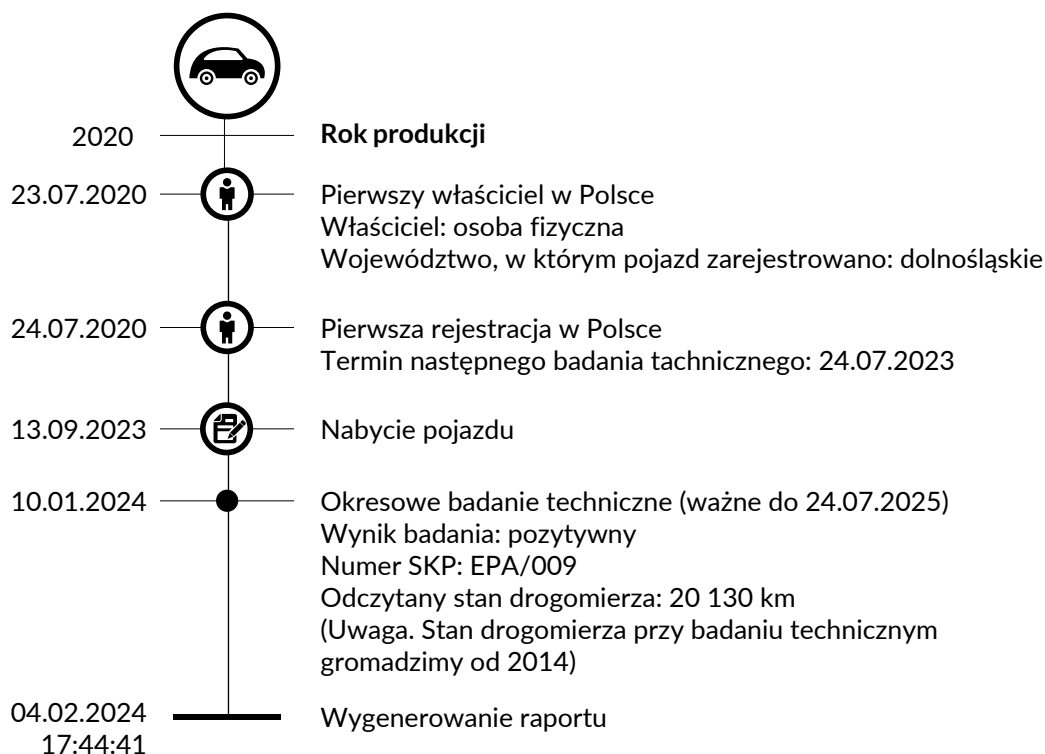 2020
Rok produkcji
23.07.2020
Pierwszy właściciel w Polsce
Właściciel: osoba fizyczna
Województwo, w którym pojazd zarejestrowano: dolnośląskie
24.07.2020
Pierwsza rejestracja w Polsce
Termin następnego badania tachnicznego: 24.07.2023
13.09.2023
Nabycie pojazdu
10.01.2024
Okresowe badanie techniczne (ważne do 24.07.2025)
Wynik badania: pozytywny
Numer SKP: EPA/009
Odczytany stan drogomierza: 20 130 km
(Uwaga. Stan drogomierza przy badaniu technicznym
gromadzimy od 2014)
04.02.2024
17:44:41
Wygenerowanie raportu